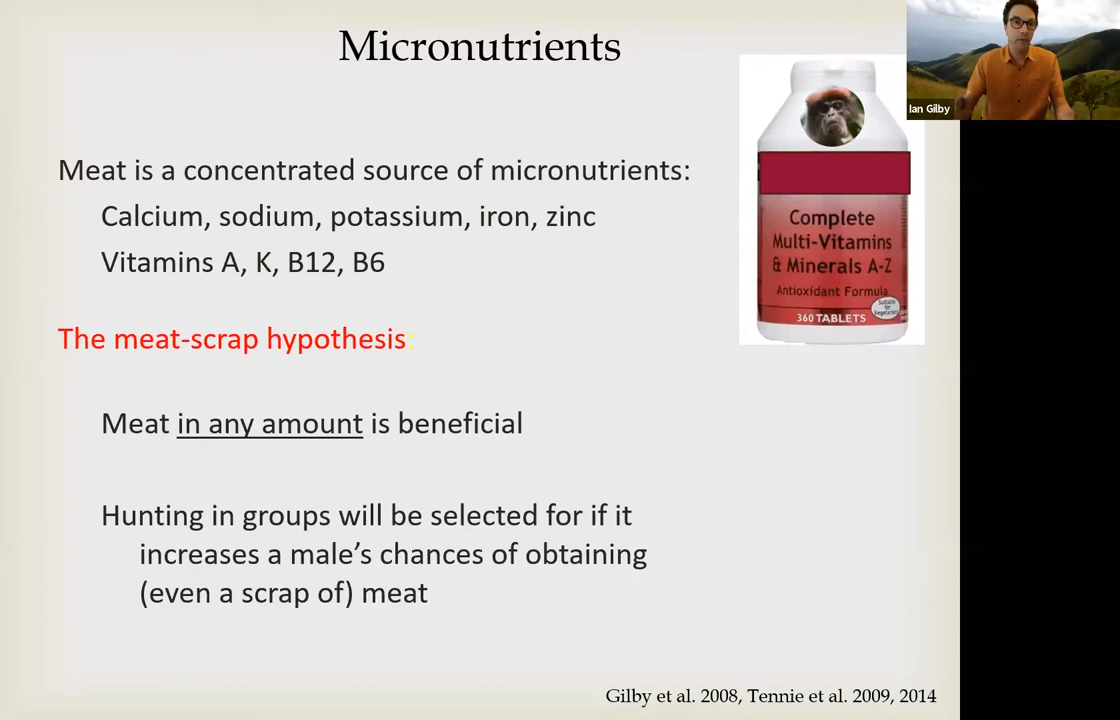 Micronutrients
Ian Gilby
Meat is a concentrated source of micronutrients:
Calcium, sodium, potassium, iron, zinc
Vitamins A, K, B12, B6
Complete
Multi-Vitamins
& Minerals A-Z
Antioxidant Formula
Suitable
for
Vegetarian
360 TABLETS
The meat-scrap hypothesis:
Meat in any amount is beneficial
Hunting in groups will be selected for if it
increases a male’s chances of obtaining
(even a scrap of) meat
Gilby et al. 2008, Tennie et al. 2009, 2014